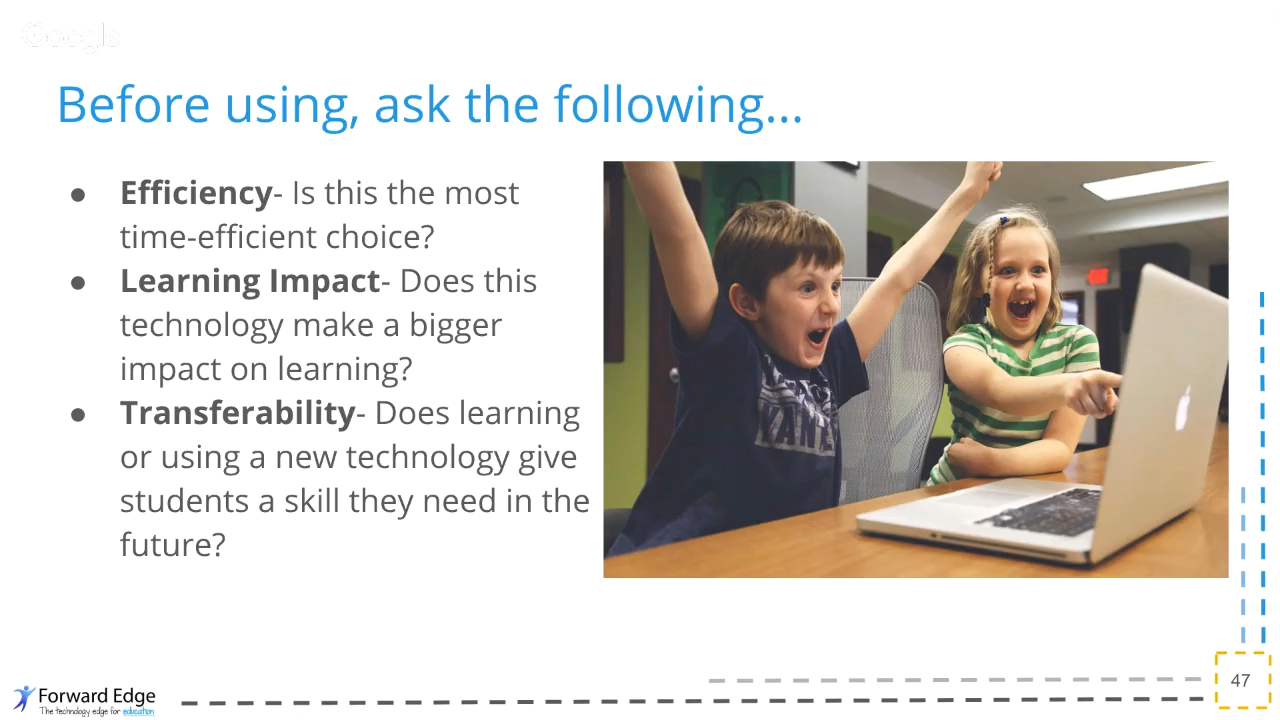 Google
Before using, ask the following...
● Efficiency- Is this the most
time-efficient choice?
● Learning Impact- Does this
technology make a bigger
impact on learning?
● Transferability- Does learning
or using a new technology give
students a skill they need in the
future?
47
Forward Edge
The technology edge for education